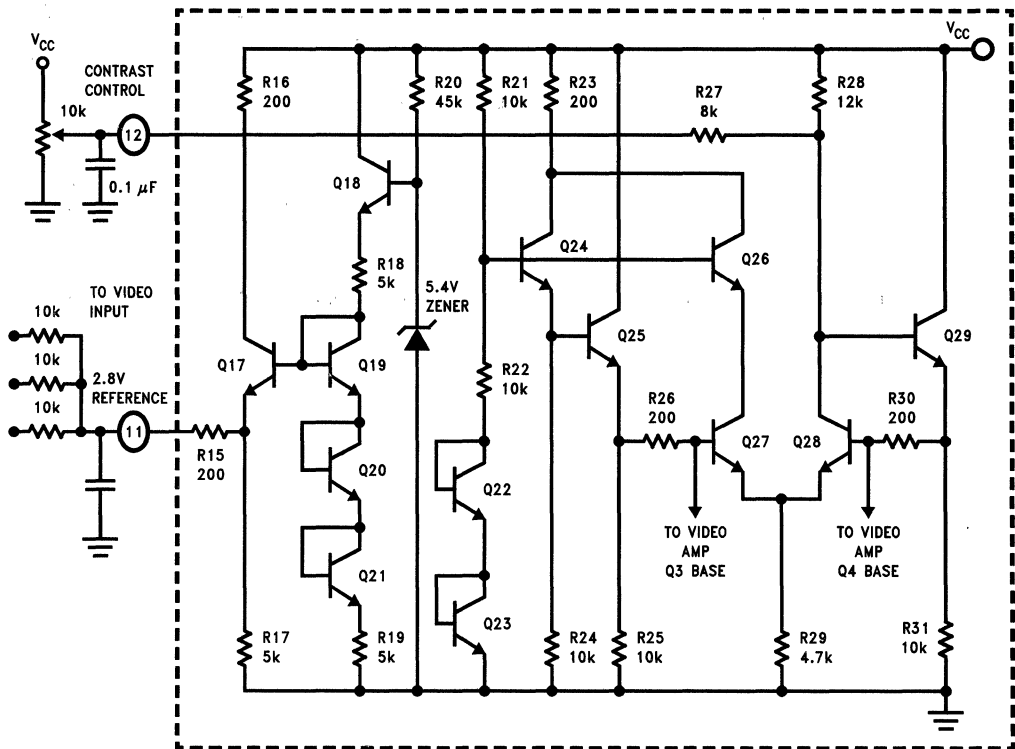 VCC
CONTRAST
CONTROL
10k
12
0.1 μF
TO VIDEO
INPUT
10k
10k
10k
2.8V
REFERENCE
11
R15
200
R16
200
Q17
R17
5k
Q18
R18
5k
Q19
Q20
Q21
R19
5k
R20
45k
5.4V
ZENER
R21
10k
R22
10k
Q22
Q23
R23
200
Q24
Q25
R24
10k
R25
10k
R26
200
Q26
Q27
TO VIDEO
AMP
Q3 BASE
R27
8k
R28
12k
Q28
TO VIDEO
AMP
Q4 BASE
R29
4.7k
R30
200
Q29
R31
10k
VCC